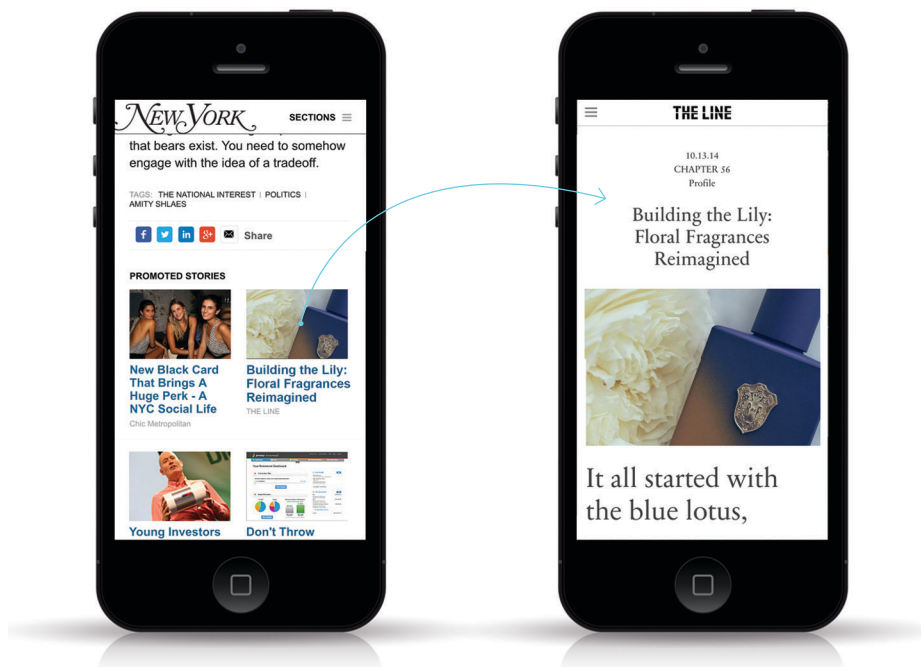 NEW YORK
SECTIONS
that bears exist. You need to somehow
engage with the idea of a tradeoff.
TAGS: THE NATIONAL INTEREST | POLITICS |
AMITY SHLAES
f in g+ Share
PROMOTED STORIES
New Black Card
That Brings A
Huge Perk - A
NYC Social Life
Chic Metropolitan
Building the Lily:
Floral Fragrances
Reimagined
THE LINE
Young Investors
Don't Throw
THE LINE
10.13.14
CHAPTER 56
Profile
Building the Lily:
Floral Fragrances
Reimagined
It all started with
the blue lotus,